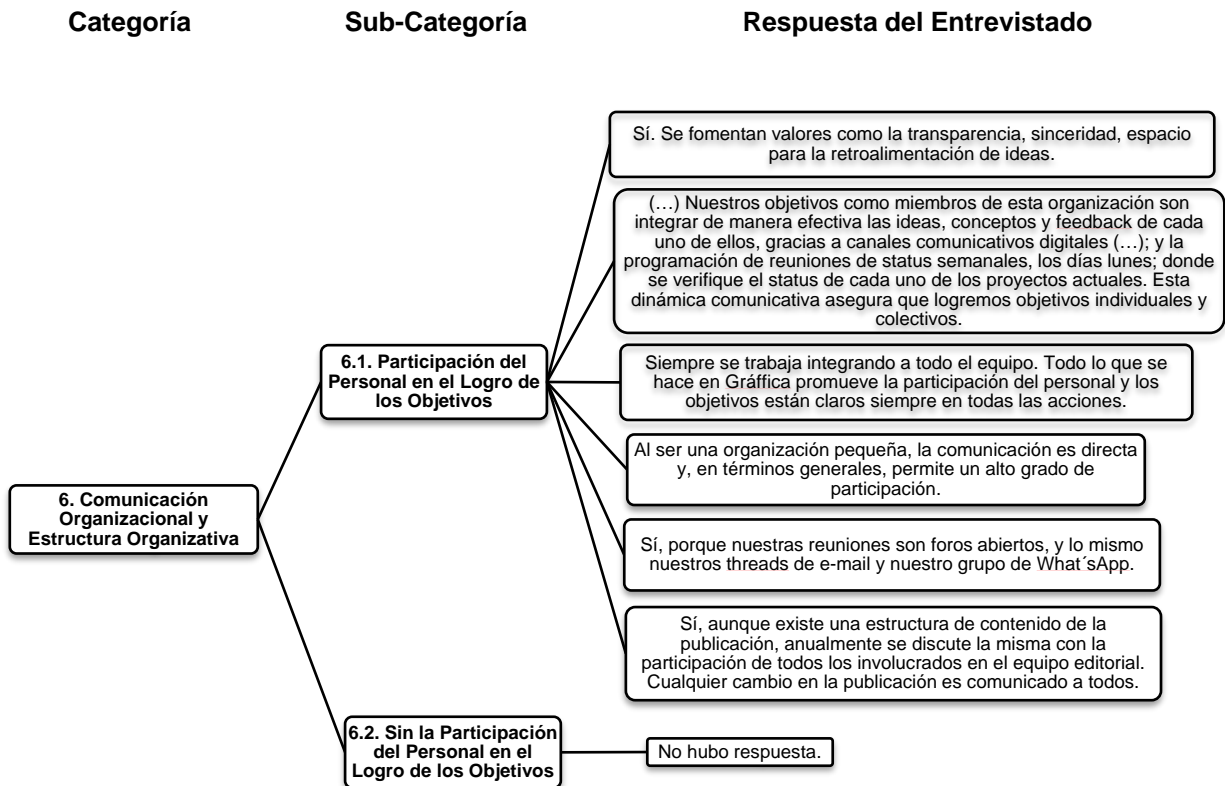 Categoría
Sub-Categoría
Respuesta del Entrevistado
6. Comunicación
Organizacional y
Estructura Organizativa
6.1. Participación del
Personal en el Logro de
los Objetivos
Sí. Se fomentan valores como la transparencia, sinceridad, espacio
para la retroalimentación de ideas.
(…) Nuestros objetivos como miembros de esta organización son
integrar de manera efectiva las ideas, conceptos y feedback de cada
uno de ellos, gracias a canales comunicativos digitales (…); y la
programación de reuniones de status semanales, los días lunes; donde
se verifique el status de cada uno de los proyectos actuales. Esta
dinámica comunicativa asegura que logremos objetivos individuales y
colectivos.
Siempre se trabaja integrando a todo el equipo. Todo lo que se
hace en Gráffica promueve la participación del personal y los
objetivos están claros siempre en todas las acciones.
Al ser una organización pequeña, la comunicación es directa
y, en términos generales, permite un alto grado de
participación.
Sí, porque nuestras reuniones son foros abiertos, y lo mismo
nuestros threads de e-mail y nuestro grupo de What´sApp.
Sí, aunque existe una estructura de contenido de la
publicación, anualmente se discute la misma con la
participación de todos los involucrados en el equipo editorial.
Cualquier cambio en la publicación es comunicado a todos.
6.2. Sin la Participación
del Personal en el
Logro de los Objetivos
No hubo respuesta.